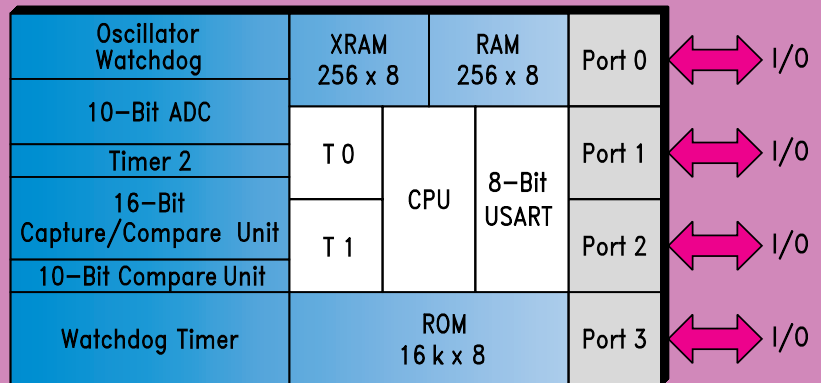 Oscillator
Watchdog
10-Bit ADC
Timer 2
16-Bit
Capture/Compare Unit
10-Bit Compare Unit
Watchdog Timer
XRAM
256 x 8
RAM
256 x 8
T 0
T 1
CPU
8-Bit
USART
ROM
16 k x 8
Port 0
I/O
Port 1
I/O
Port 2
I/O
Port 3
I/O